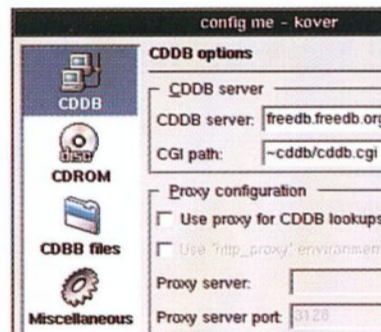 config me - kover
CDDB
CDROM
CDBB files
Miscellaneous
CDDB options
CDDB server
CDDB server: freedb.freedb.org
CGI path: ~cddb/cddb.cgi
Proxy configuration
Use proxy for CDDB lookups
Use 'http_proxy' environment
Proxy server:
Proxy server port: 3128